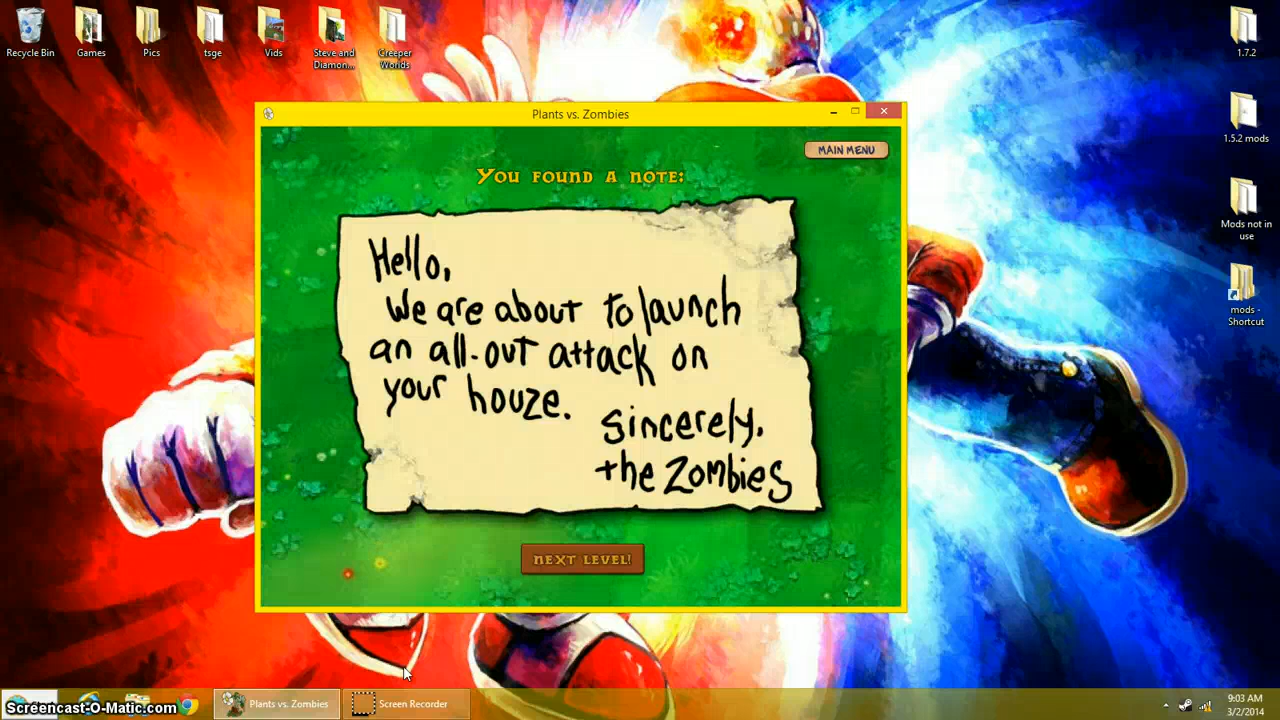 Recycle Bin
Games
Pics
tsge
Vids
Steve and
Diamon...
Creeper
Worlds
1.7.2
1.5.2 mods
Mods not in
use
mods -
Shortcut
Plants vs. Zombies
MAIN MENU
You found a note:
Hello,
We are about to launch
an all-out attack on
your houze.
Sincerely,
the Zombies
NEXT LEVEL!
Screencast-O-Matic.com
Plants vs. Zombies
Screen Recorder
9:03 AM
3/2/2014